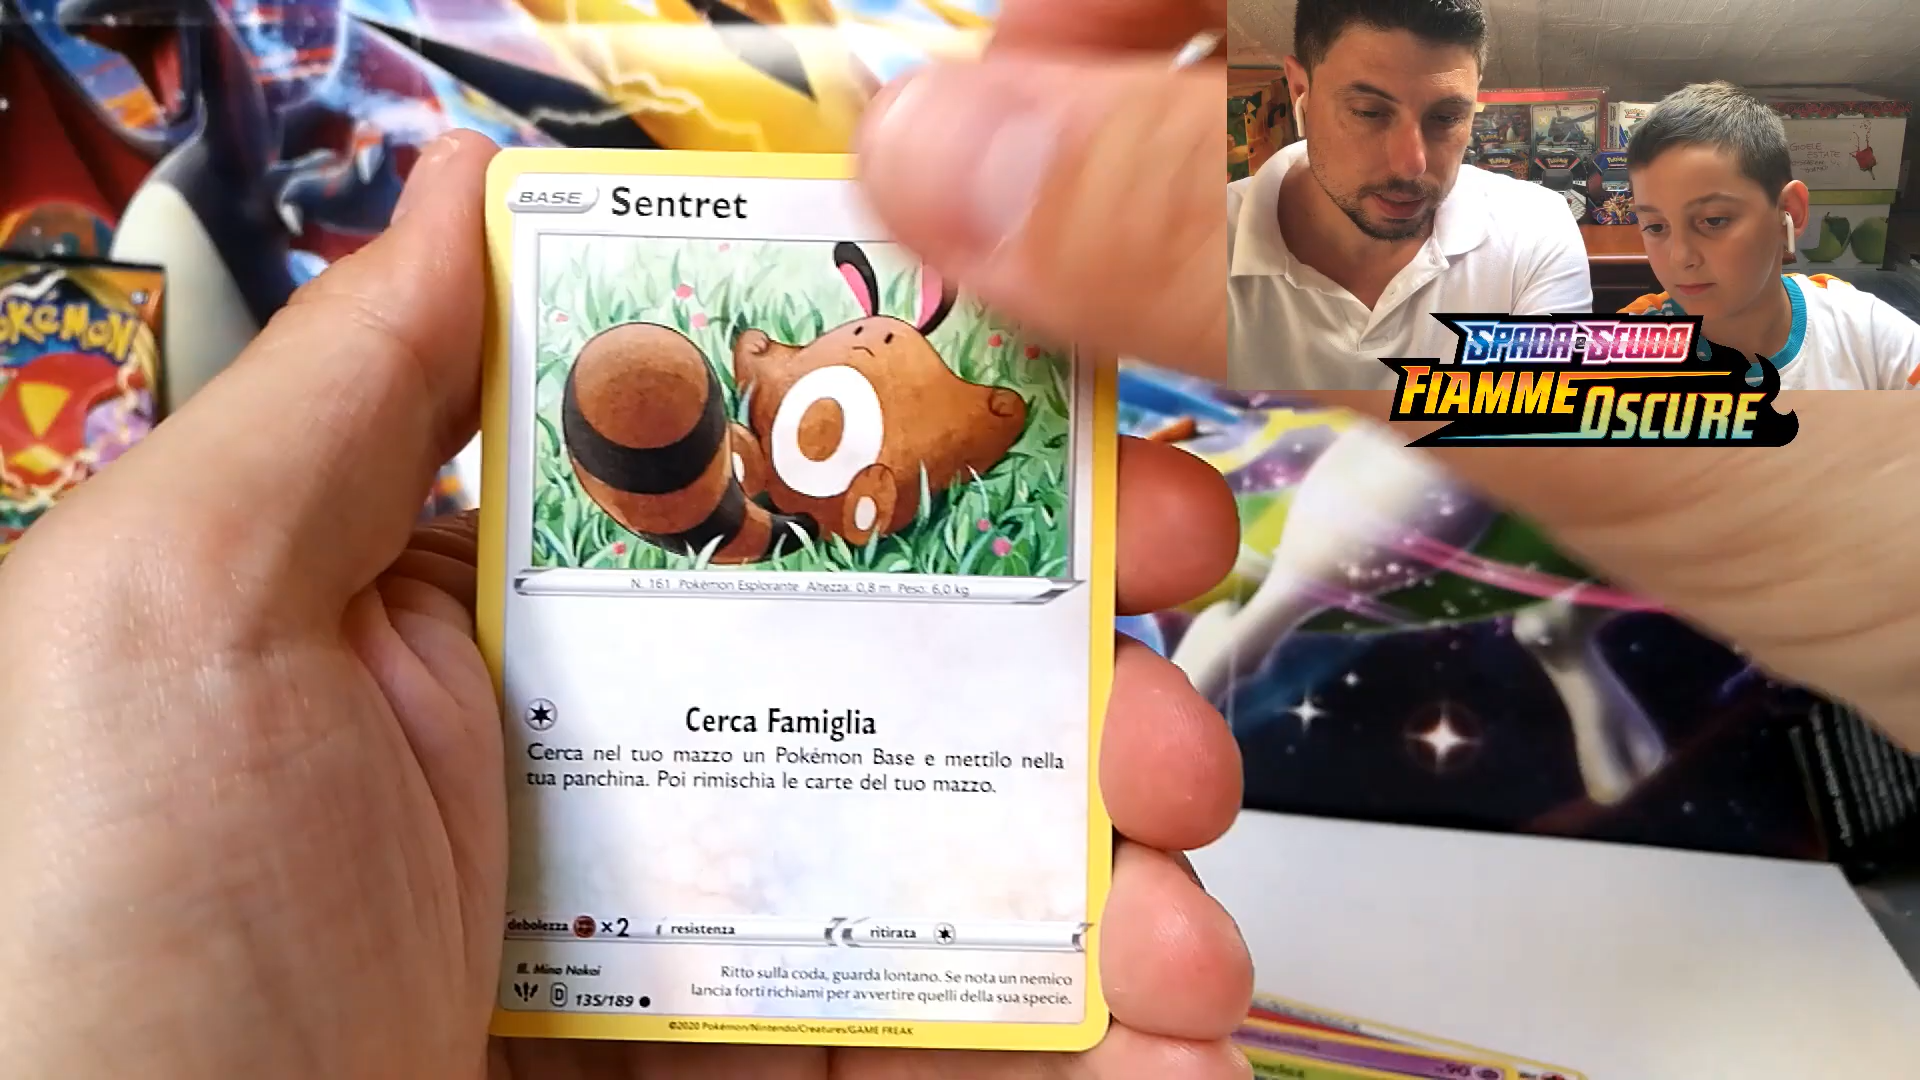 BASE Sentret
N. 161 Pokémon Esplorante Altezza: 0,8 m Peso: 6,0 kg
Cerca Famiglia
Cerca nel tuo mazzo un Pokémon Base e mettilo nella
tua panchina. Poi rimischia le carte del tuo mazzo.
debolezza ×2 resistenza ritirata
Ill. Mina Nakai
D 135/189
Ritto sulla coda, guarda lontano. Se nota un nemico
lancia forti richiami per avvertire quelli della sua specie.
©2020 Pokémon/Nintendo/Creatures/GAME FREAK
SPADA e SCUDO
FIAMME
OSCURE
POKéMON
GIOELE
ESTATE
90